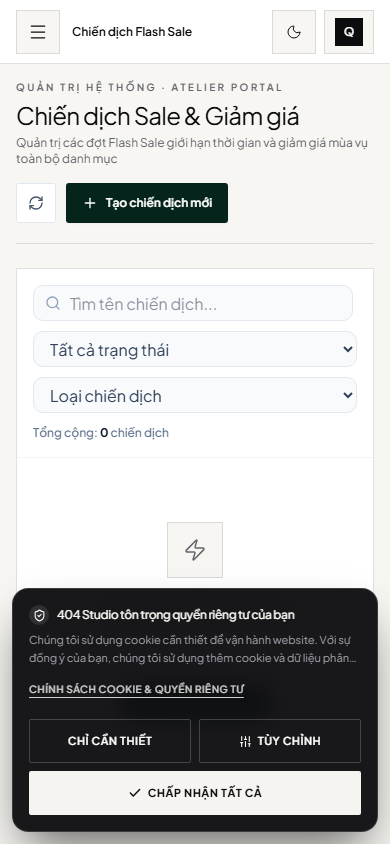 Chiến dịch Flash Sale
Q
QUẢN TRỊ HỆ THỐNG · ATELIER PORTAL
Chiến dịch Sale & Giảm giá
Quản trị các đợt Flash Sale giới hạn thời gian và giảm giá mùa vụ
toàn bộ danh mục
Tạo chiến dịch mới
Tìm tên chiến dịch...
Tất cả trạng thái
Loại chiến dịch
Tổng cộng: 0 chiến dịch
404 Studio tôn trọng quyền riêng tư của bạn
Chúng tôi sử dụng cookie cần thiết để vận hành website. Với sự
đồng ý của bạn, chúng tôi sử dụng thêm cookie và dữ liệu phân...
CHÍNH SÁCH COOKIE & QUYỀN RIÊNG TƯ
CHỈ CẦN THIẾT
TÙY CHỈNH
CHẤP NHẬN TẤT CẢ